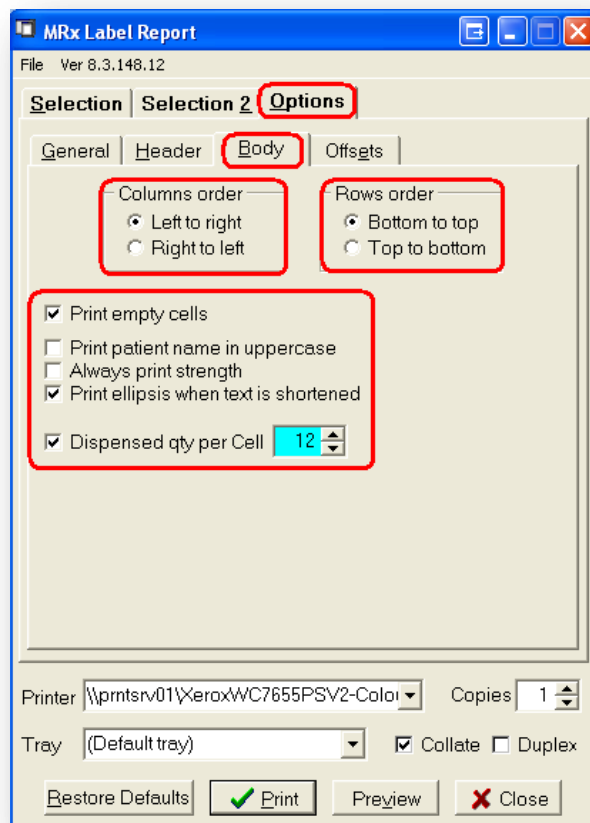 MRx Label Report
File Ver 8.3.148.12
Selection Selection 2 Options
General Header Body Offsets
Columns order Rows order
Left to right Bottom to top
Right to left Top to bottom
Print empty cells
Print patient name in uppercase
Always print strength
Print ellipsis when text is shortened
Dispensed qty per Cell 12
Printer \\prntsrv01\XeroxWC7655PSV2-Colou Copies 1
Tray (Default tray) Collate Duplex
Restore Defaults Print Preview Close